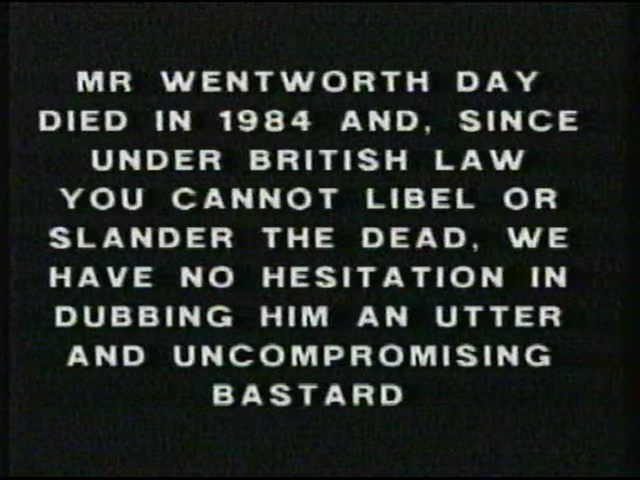 MR WENTWORTH DAY
DIED IN 1984 AND, SINCE
UNDER BRITISH LAW
YOU CANNOT LIBEL OR
SLANDER THE DEAD, WE
HAVE NO HESITATION IN
DUBBING HIM AN UTTER
AND UNCOMPROMISING
BASTARD